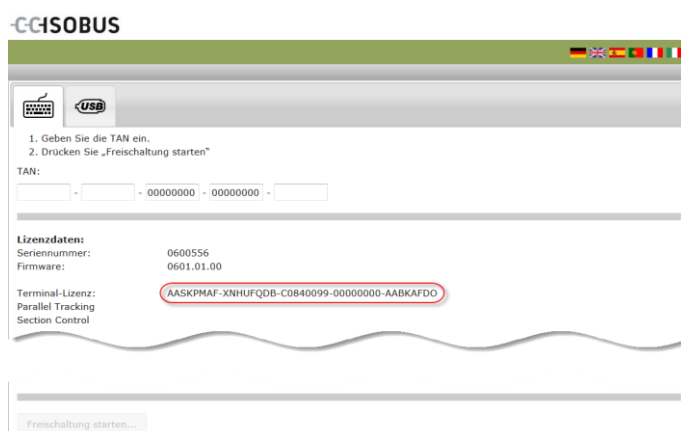 CCISOBUS
USB
1. Geben Sie die TAN ein.
2. Drücken Sie „Freischaltung starten"
TAN:
- - 00000000 - 00000000 -
Lizenzdaten:
Seriennummer: 0600556
Firmware: 0601.01.00
Terminal-Lizenz: AASKPMAF-XNHUFQDB-C0840099-00000000-AABKAFDO
Parallel Tracking
Section Control
Freischaltung starten...